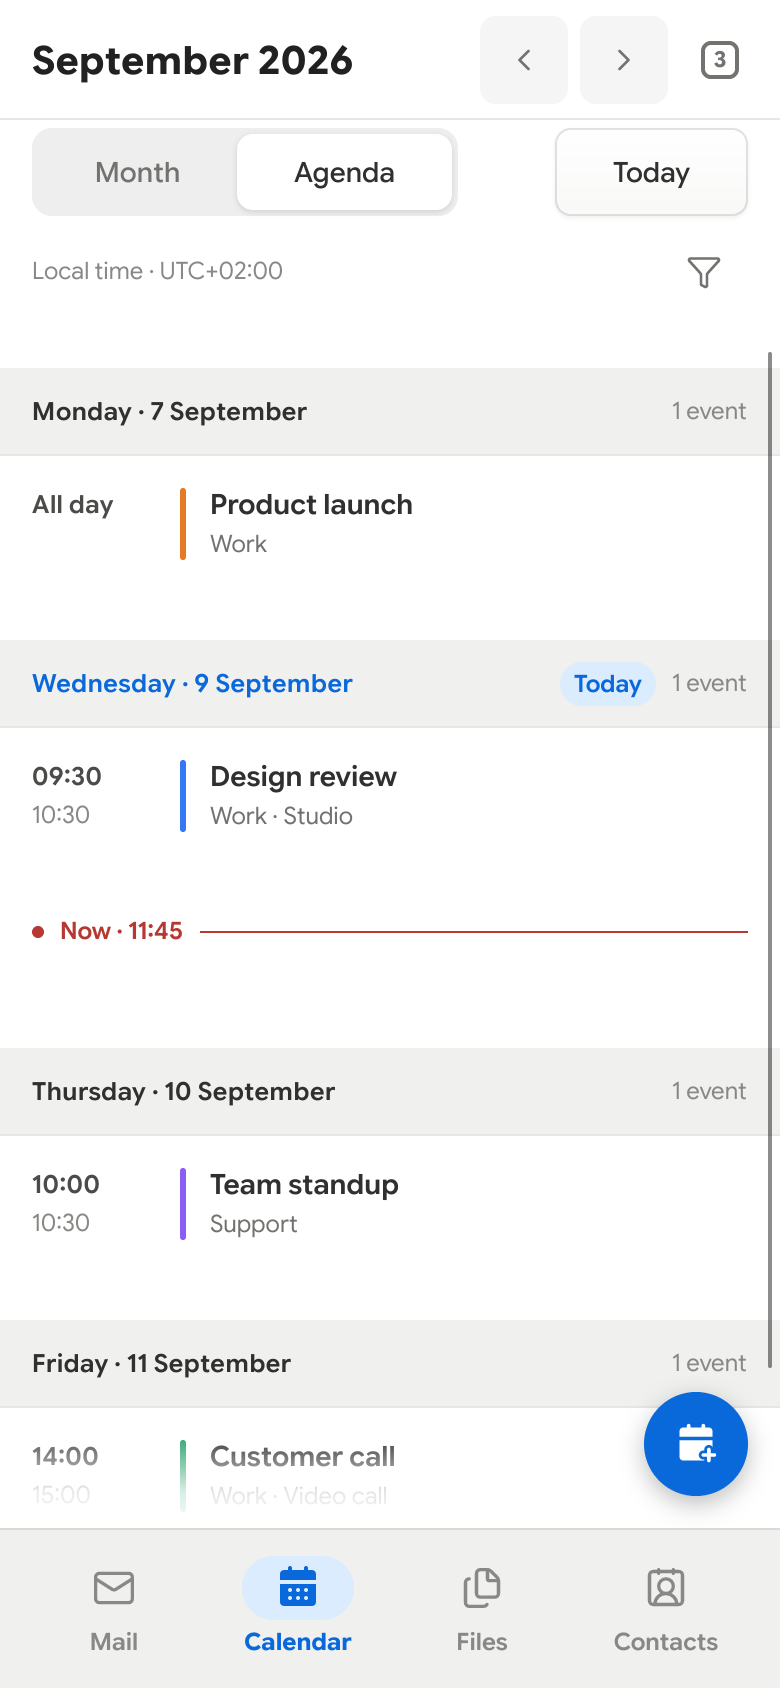 September 2026
3
Month
Agenda
Today
Local time · UTC+02:00
Monday · 7 September
1 event
All day
Product launch
Work
Wednesday · 9 September
Today
1 event
09:30
Design review
10:30
Work · Studio
Now · 11:45
Thursday · 10 September
1 event
10:00
Team standup
10:30
Support
Friday · 11 September
1 event
14:00
Customer call
15:00
Work · Video call
Mail
Calendar
Files
Contacts